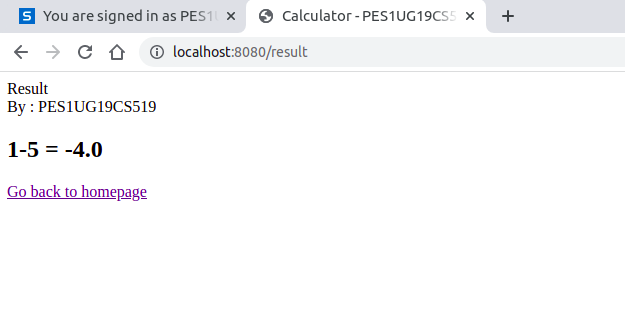 You are signed in as PES1U
Calculator - PES1UG19CS5
localhost:8080/result
Result
By : PES1UG19CS519
1-5 = -4.0
Go back to homepage